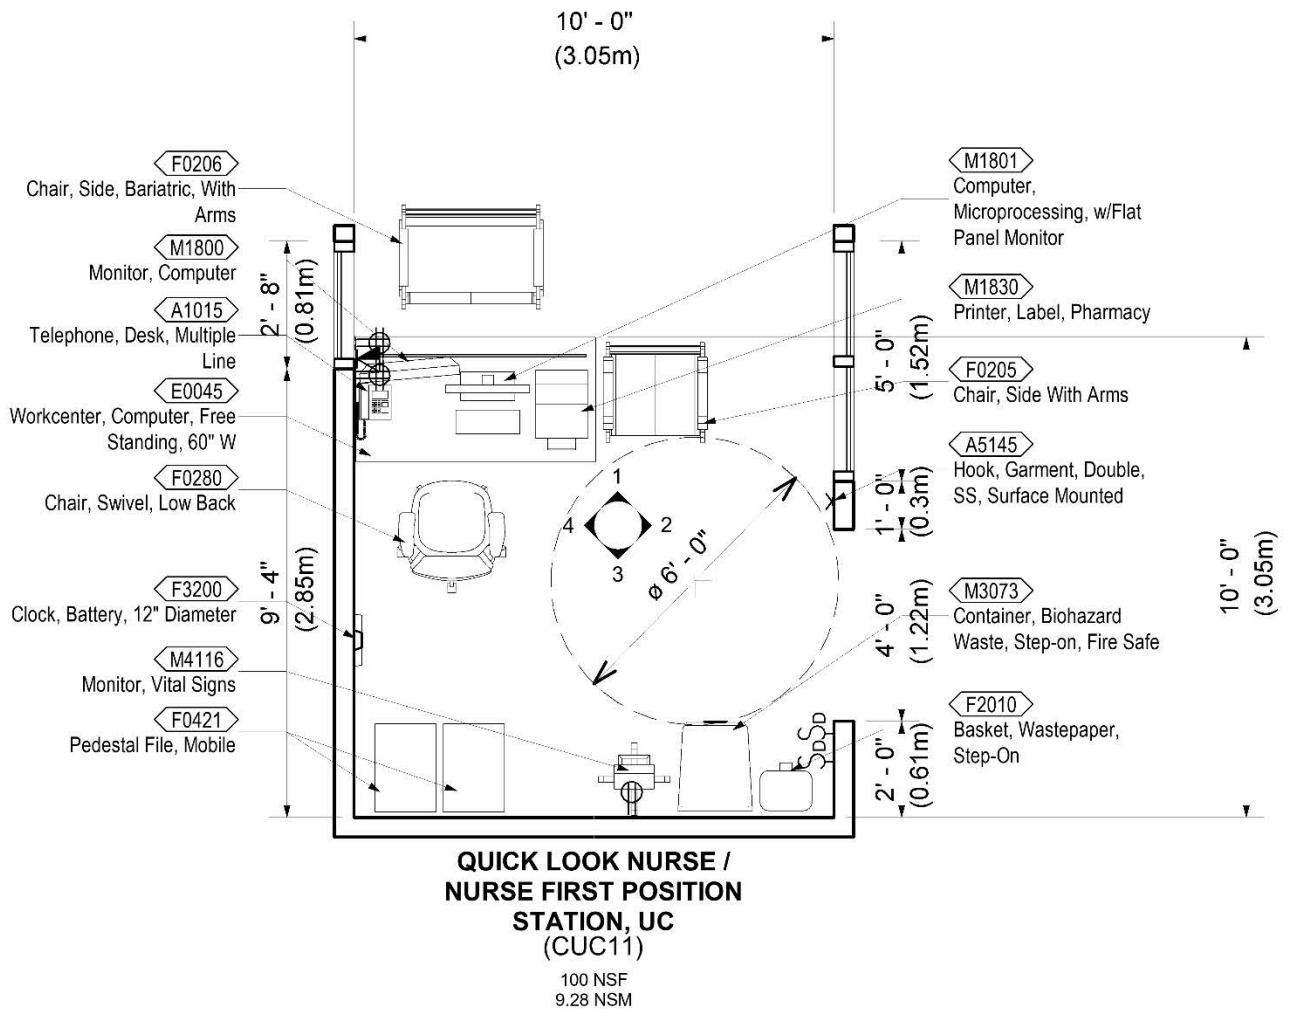 10' - 0"
(3.05m)
F0206
Chair, Side, Bariatric, With
Arms
M1800
Monitor, Computer
A1015
Telephone, Desk, Multiple
Line
E0045
Workcenter, Computer, Free
Standing, 60" W
F0280
Chair, Swivel, Low Back
F3200
Clock, Battery, 12" Diameter
M4116
Monitor, Vital Signs
F0421
Pedestal File, Mobile
2' - 8"
(0.81m)
9' - 4"
(2.85m)
1
2
3
4
ø 6' - 0"
M1801
Computer,
Microprocessing, w/Flat
Panel Monitor
M1830
Printer, Label, Pharmacy
F0205
Chair, Side With Arms
A5145
Hook, Garment, Double,
SS, Surface Mounted
M3073
Container, Biohazard
Waste, Step-on, Fire Safe
F2010
Basket, Wastepaper,
Step-On
5' - 0"
(1.52m)
1' - 0"
(0.3m)
4' - 0"
(1.22m)
2' - 0"
(0.61m)
10' - 0"
(3.05m)
SD
SD
QUICK LOOK NURSE /
NURSE FIRST POSITION
STATION, UC
(CUC11)
100 NSF
9.28 NSM